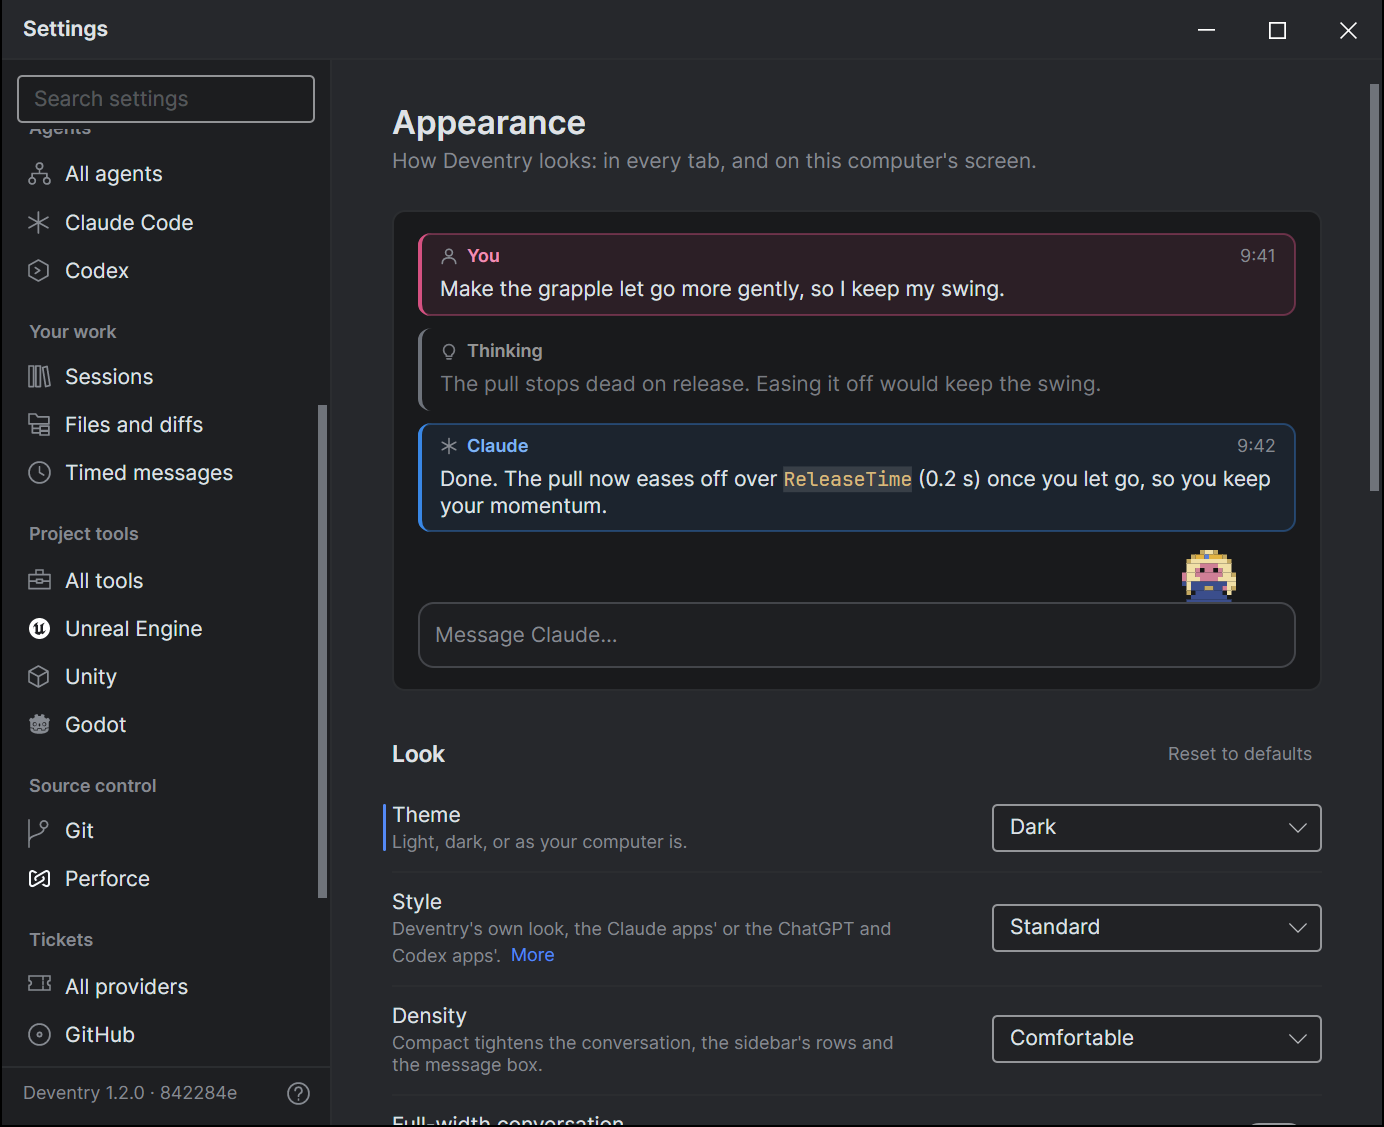 Settings
Search settings
Agents
All agents
Claude Code
Codex
Your work
Sessions
Files and diffs
Timed messages
Project tools
All tools
Unreal Engine
Unity
Godot
Source control
Git
Perforce
Tickets
All providers
GitHub
Deventry 1.2.0 · 842284e
Appearance
How Deventry looks: in every tab, and on this computer's screen.
You 9:41
Make the grapple let go more gently, so I keep my swing.
Thinking
The pull stops dead on release. Easing it off would keep the swing.
Claude 9:42
Done. The pull now eases off over ReleaseTime (0.2 s) once you let go, so you keep
your momentum.
Message Claude...
Look Reset to defaults
Theme
Light, dark, or as your computer is.
Dark
Style
Deventry's own look, the Claude apps' or the ChatGPT and
Codex apps'. More
Standard
Density
Compact tightens the conversation, the sidebar's rows and
the message box.
Comfortable
Full-width conversation